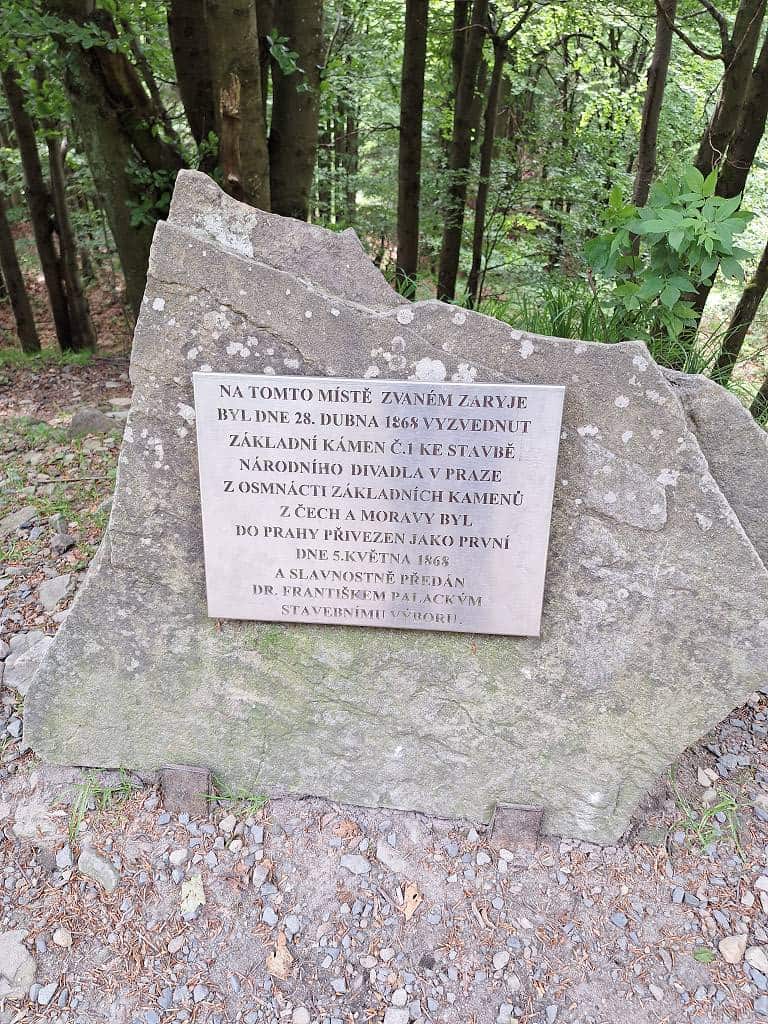 NA TOMTO MÍSTĚ ZVANÉM ZARYJE
BYL DNE 28. DUBNA 1868 VYZVEDNUT
ZÁKLADNÍ KÁMEN Č.1 KE STAVBĚ
NÁRODNÍHO DIVADLA V PRAZE
Z OSMNÁCTI ZÁKLADNÍCH KAMENŮ
Z ČECH A MORAVY BYL
DO PRAHY PŘIVEZEN JAKO PRVNÍ
DNE 5.KVĚTNA 1868
A SLAVNOSTNĚ PŘEDÁN
DR. FRANTIŠKEM PALACKÝM
STAVEBNÍMU VÝBORU.